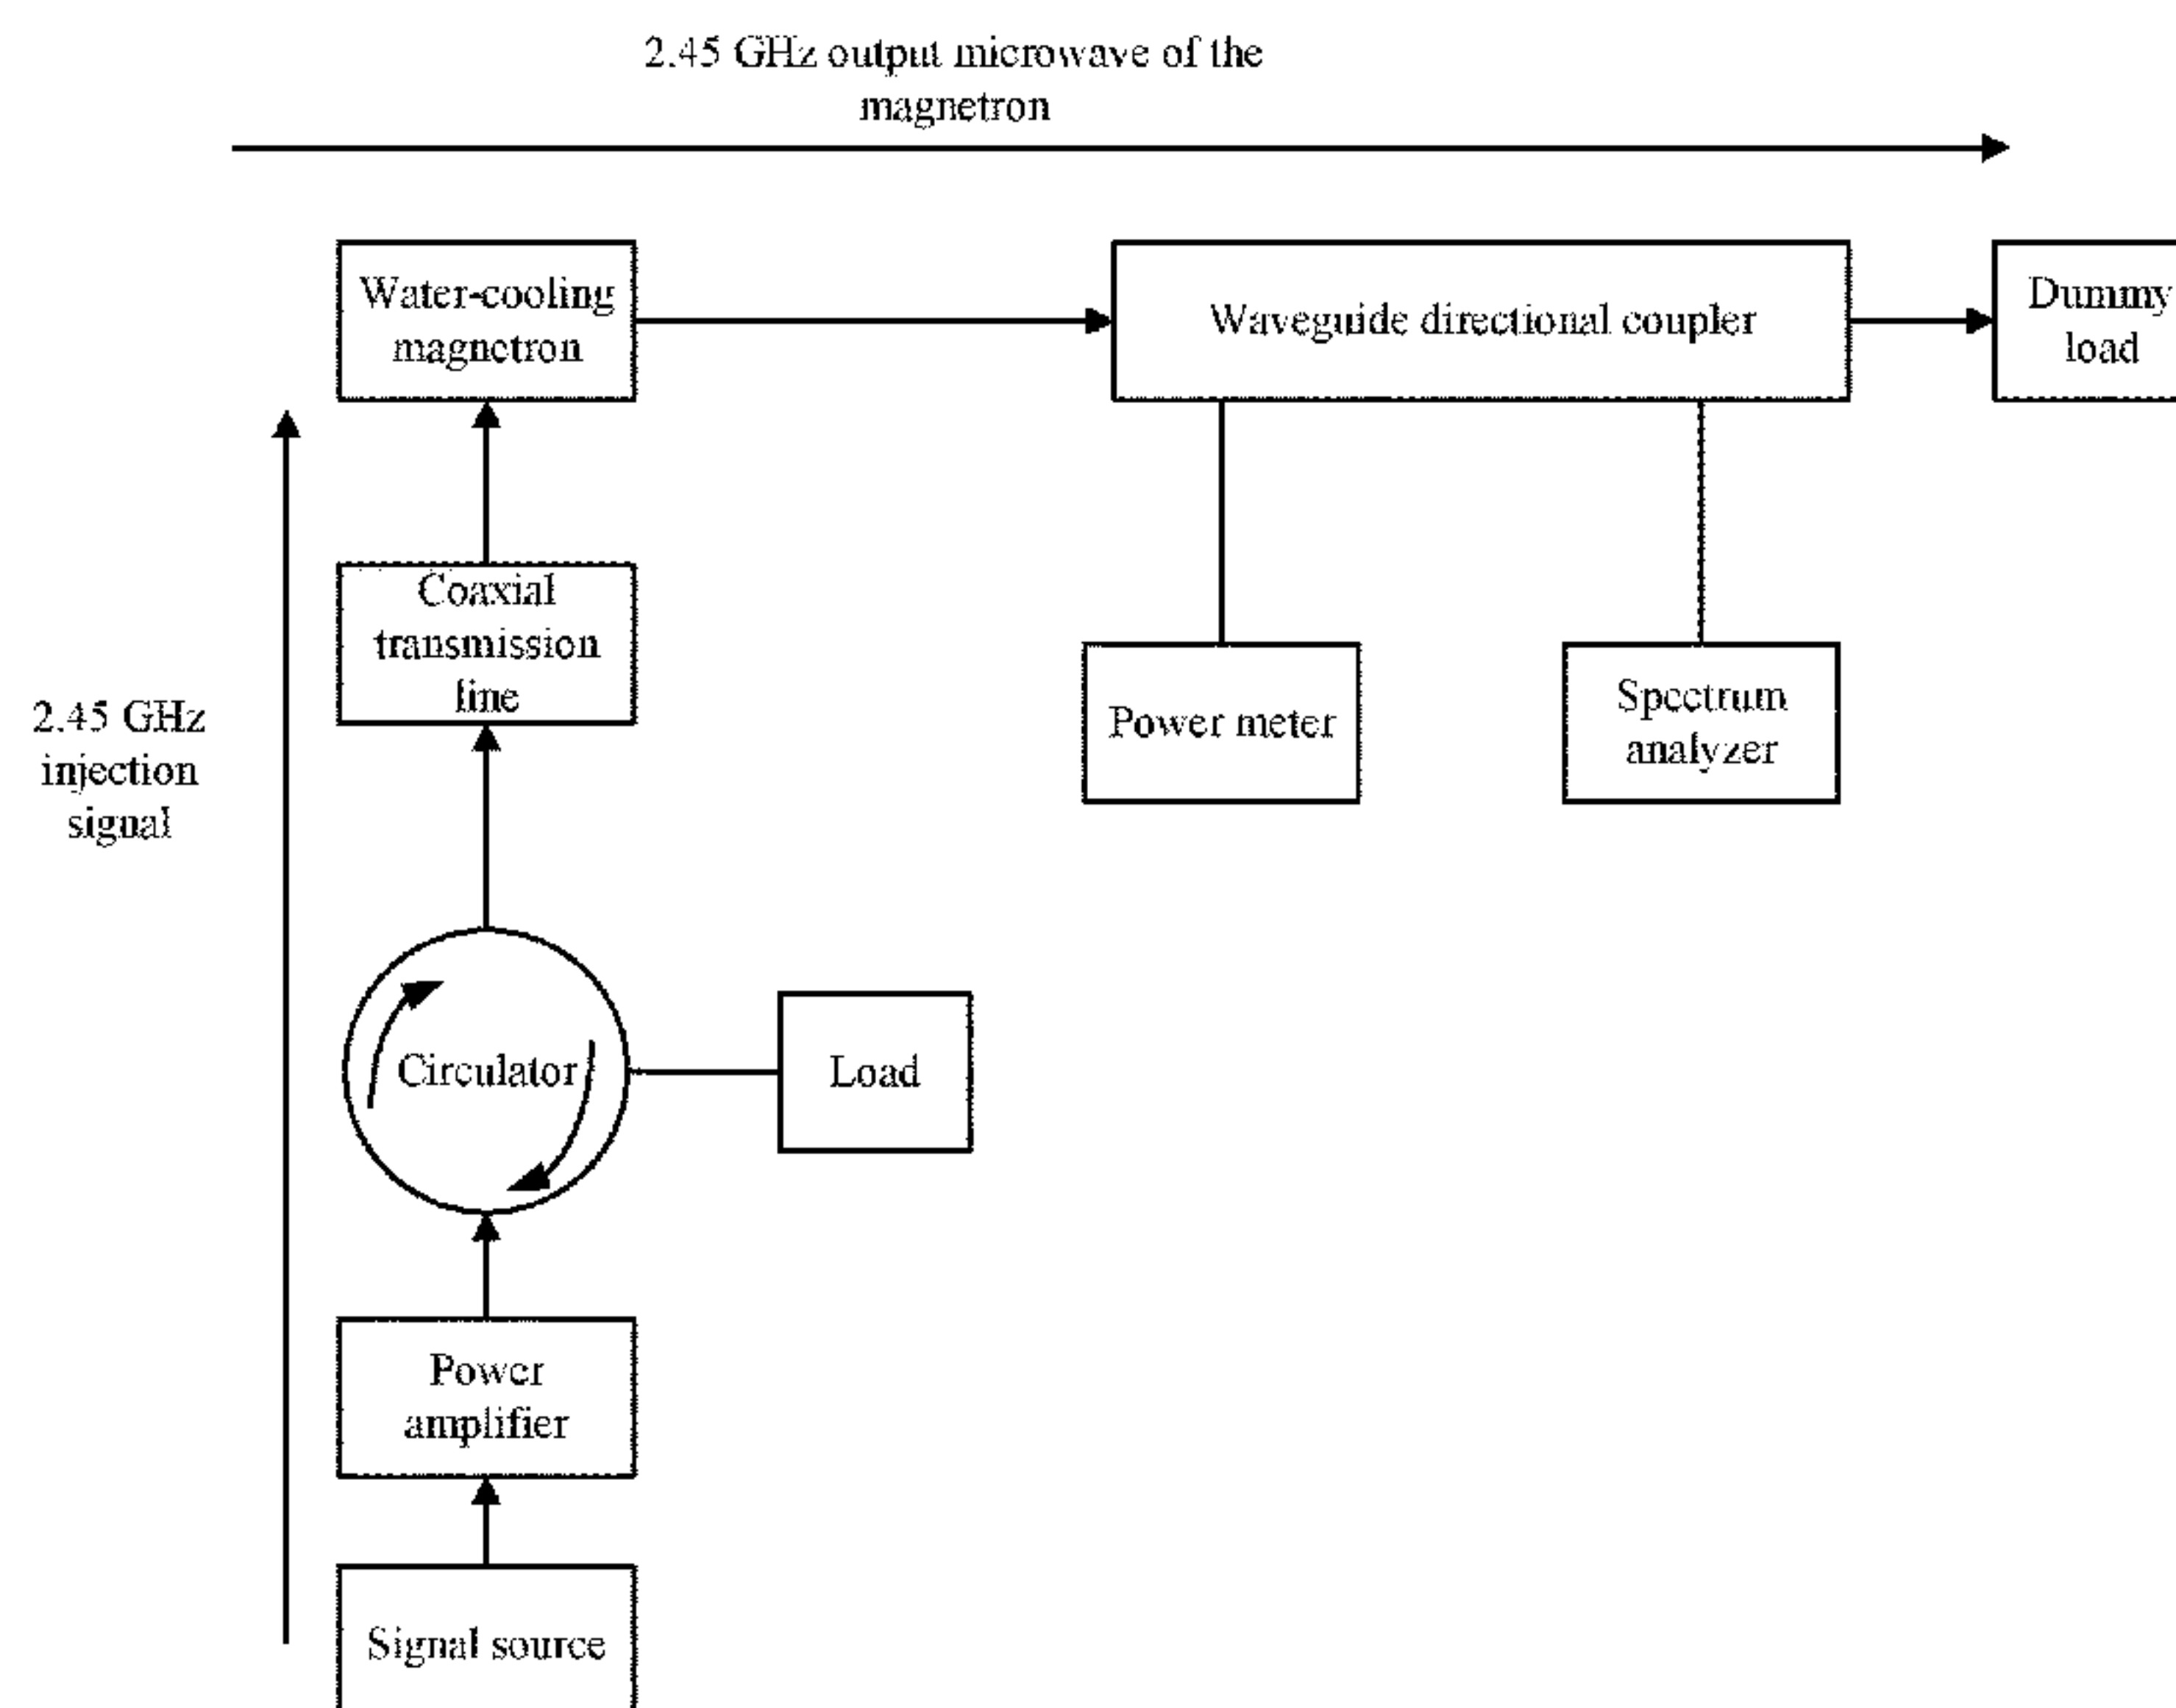 2.45 GHz output microwave of the
magnetron
Water-cooling
magnetron
Waveguide directional coupler
Dummy
load
Coaxial
transmission
line
2.45 GHz
injection
signal
Power meter
Spectrum
analyzer
Circulator
Load
Power
amplifier
Signal source